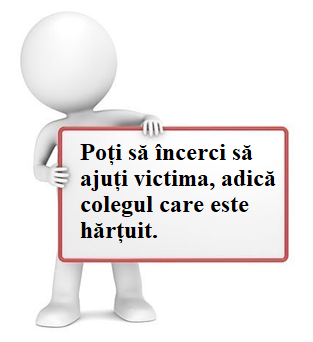 Poți să încerci să
ajuți victima, adică
colegul care este
hărțuit.